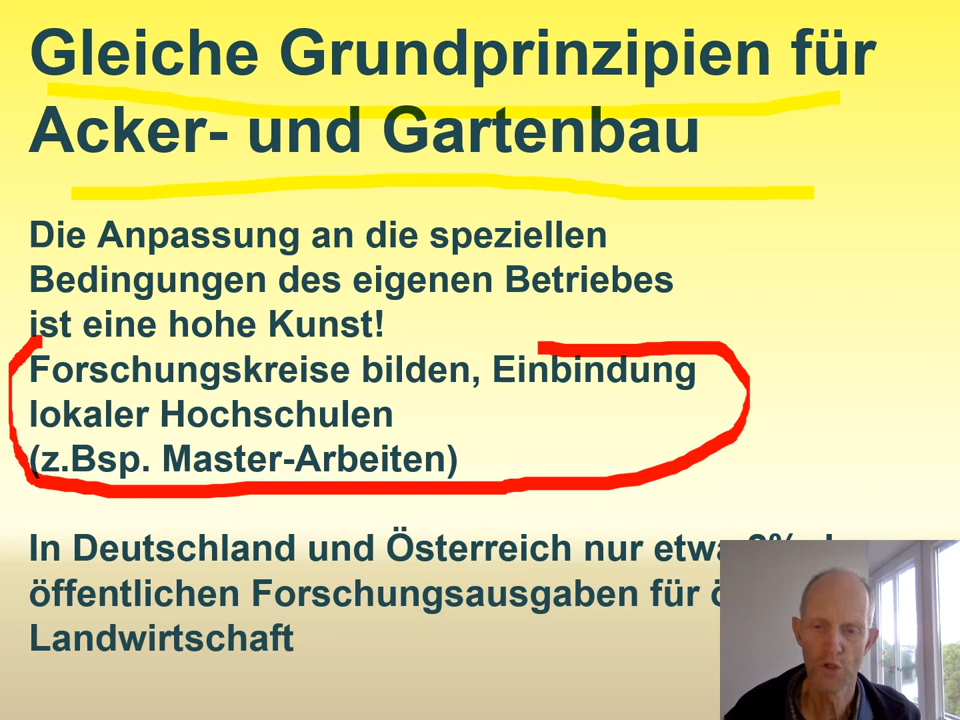 Gleiche Grundprinzipien für
Acker- und Gartenbau
Die Anpassung an die speziellen
Bedingungen des eigenen Betriebes
ist eine hohe Kunst!
Forschungskreise bilden, Einbindung
lokaler Hochschulen
(z.Bsp. Master-Arbeiten)
In Deutschland und Österreich nur etwa
öffentlichen Forschungsausgaben für
Landwirtschaft